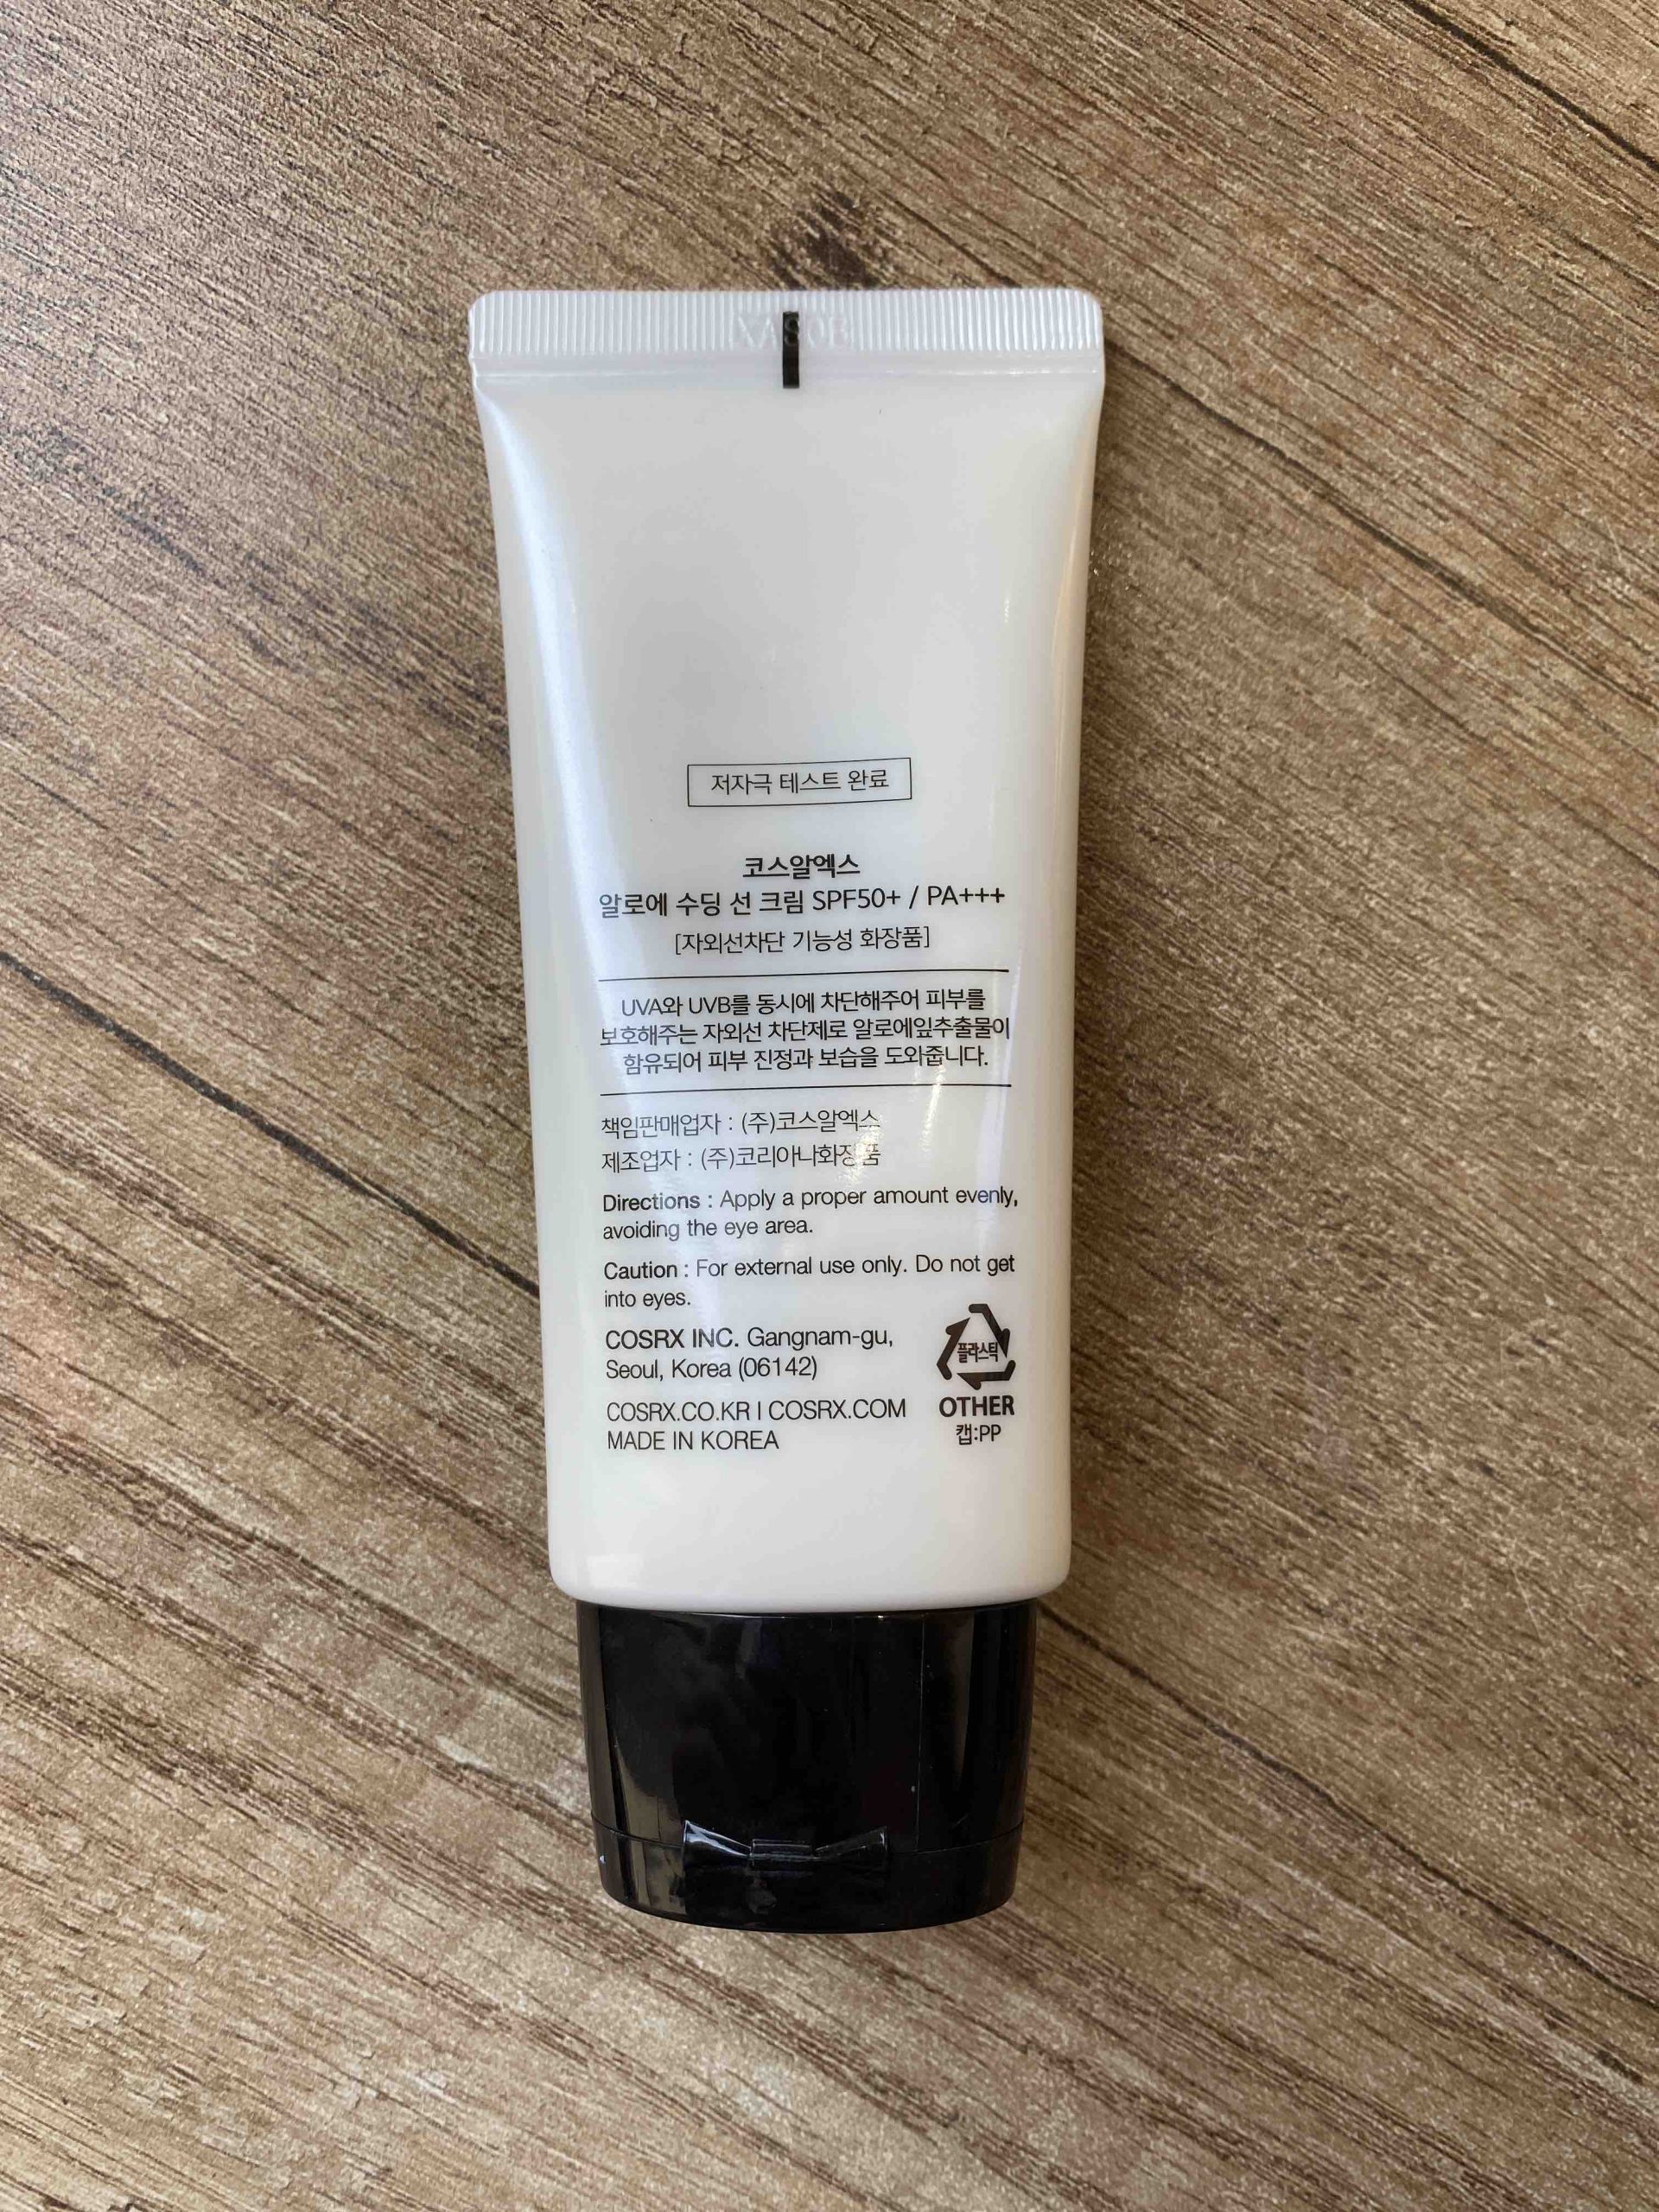 저자극 테스트 완료
코스알엑스
알로에 수딩 선 크림 SPF50+ / PA+++
[자외선차단 기능성 화장품]
UVA와 UVB를 동시에 차단해주어 피부를
보호해주는 자외선 차단제로 알로에잎추출물이
함유되어 피부 진정과 보습을 도와줍니다.
책임판매업자 : (주)코스알엑스
제조업자 : (주)코리아나화장품
Directions : Apply a proper amount evenly,
avoiding the eye area.
Caution : For external use only. Do not get
into eyes.
COSRX INC. Gangnam-gu,
Seoul, Korea (06142)
COSRX.CO.KR I COSRX.COM
MADE IN KOREA
플라스틱
OTHER
캡:PP